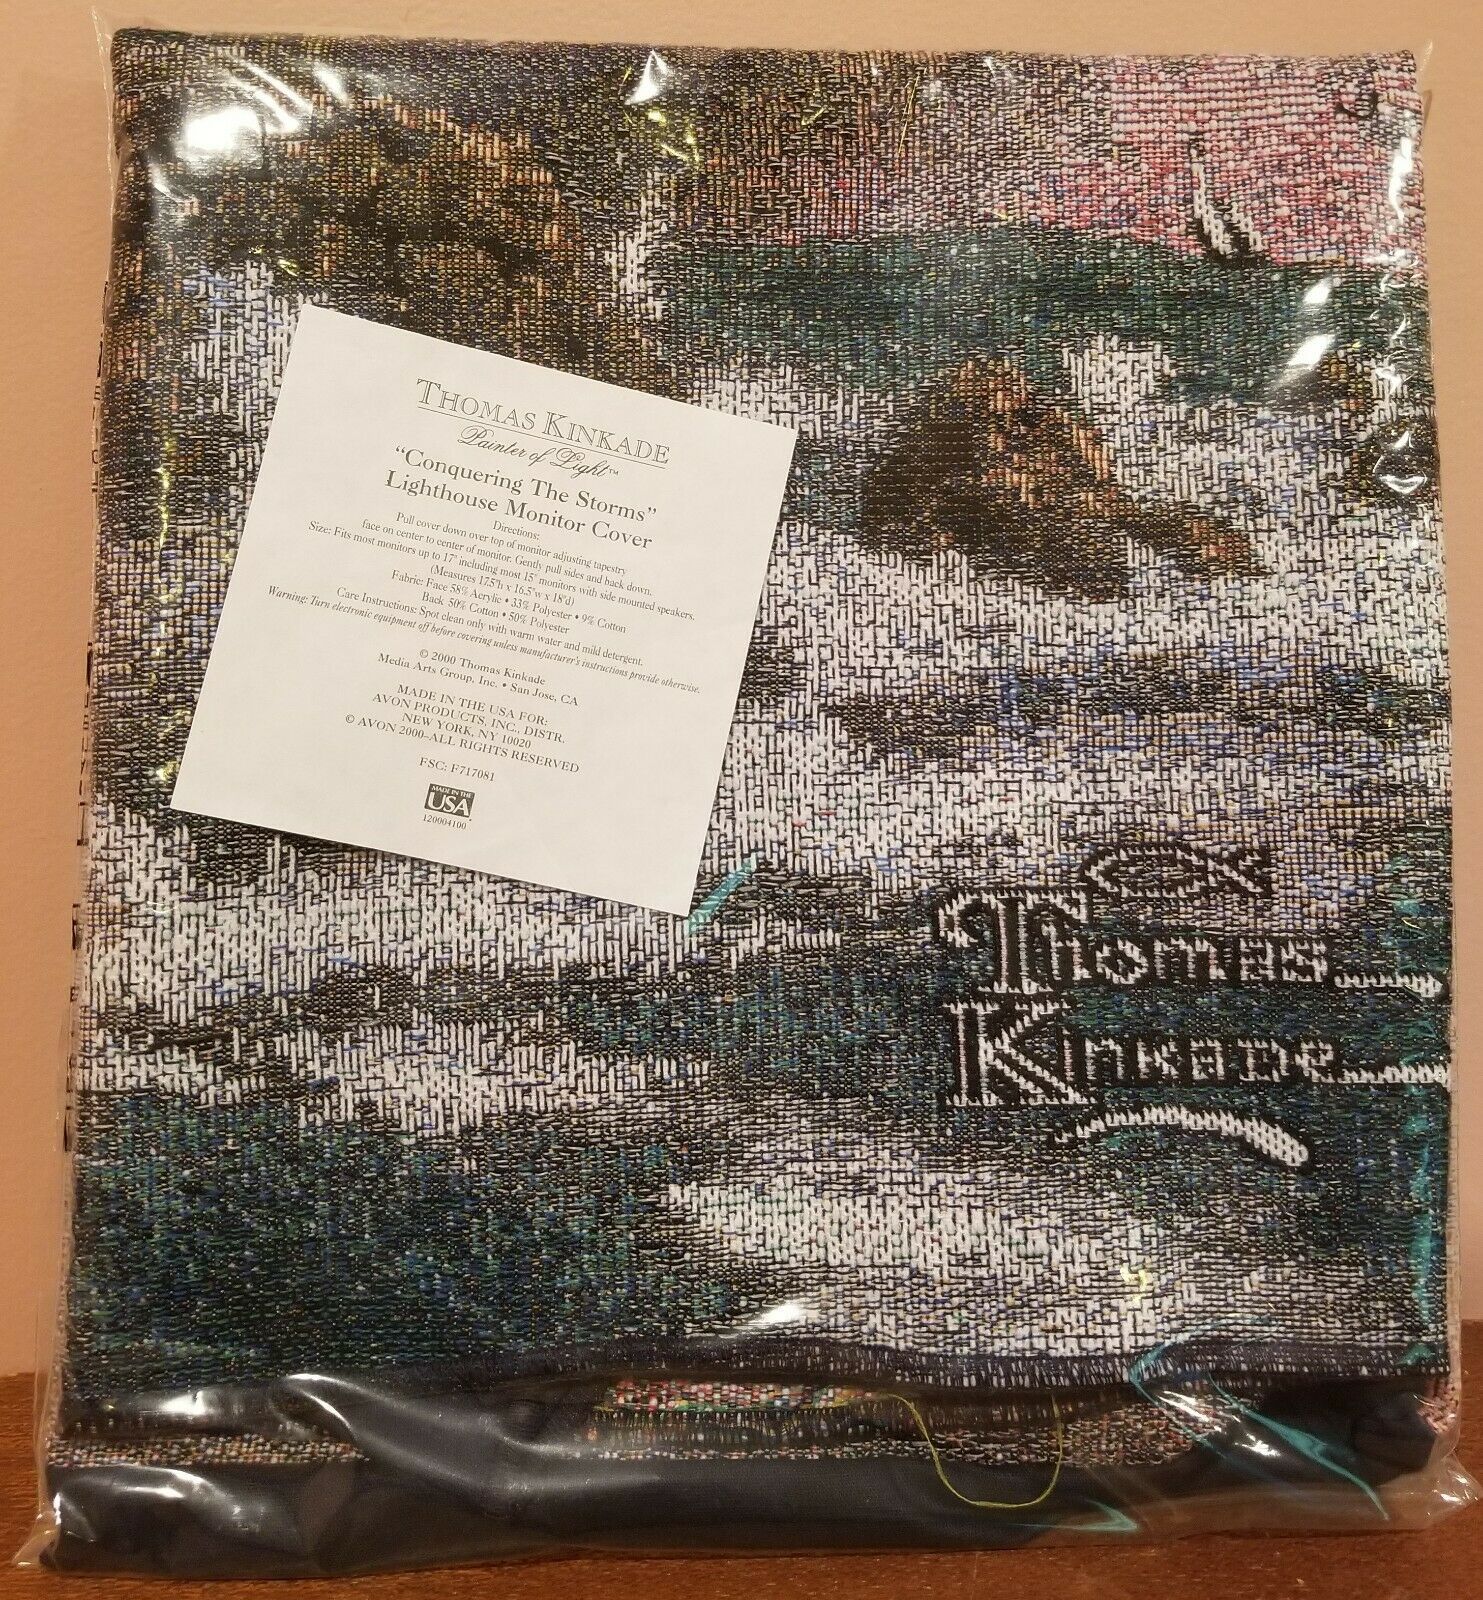 THOMAS KINKADE
Painter of Light™
“Conquering The Storms”
Lighthouse Monitor Cover
Directions:
Pull cover down over top of monitor adjusting tapestry
face on center to center of monitor. Gently pull sides and back down.
Size: Fits most monitors up to 17" including most 15" monitors with side mounted speakers.
(Measures 17.5"h x 16.5"w x 18"d)
Fabric: Face 58% Acrylic • 33% Polyester • 9% Cotton
Back 50% Cotton • 50% Polyester
Care Instructions: Spot clean only with warm water and mild detergent.
Warning: Turn electronic equipment off before covering unless manufacturer's instructions provide otherwise.
© 2000 Thomas Kinkade
Media Arts Group, Inc. • San Jose, CA
MADE IN THE USA FOR:
AVON PRODUCTS, INC., DISTR.
NEW YORK, NY 10020
© AVON 2000–ALL RIGHTS RESERVED
FSC: F717081
MADE IN THE
USA
120004100
Thomas
Kinkade